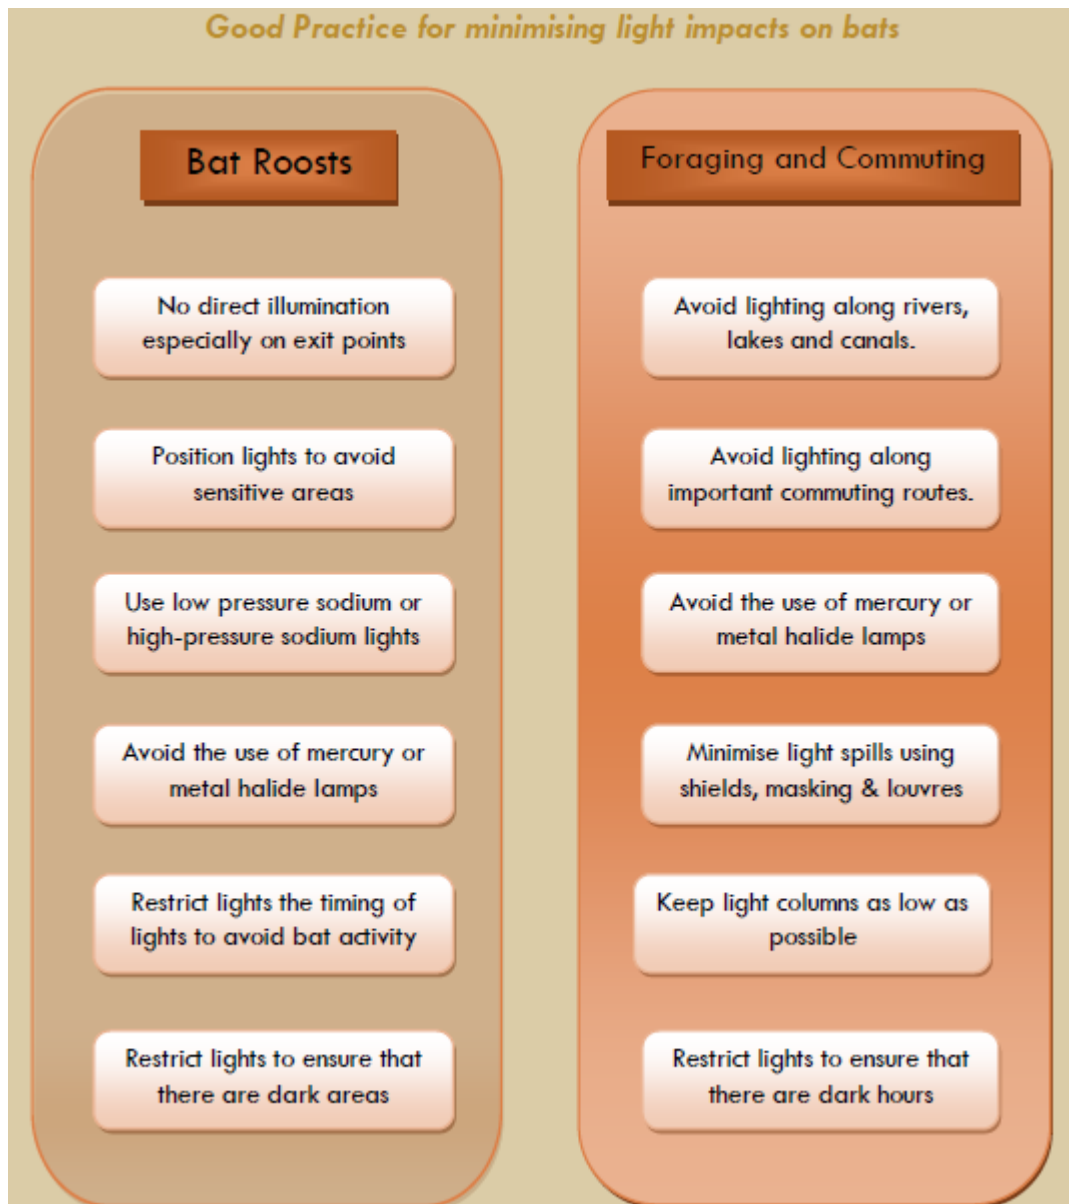 Good Practice for minimising light impacts on bats
Bat Roosts
No direct illumination
especially on exit points
Position lights to avoid
sensitive areas
Use low pressure sodium or
high-pressure sodium lights
Avoid the use of mercury or
metal halide lamps
Restrict lights the timing of
lights to avoid bat activity
Restrict lights to ensure that
there are dark areas
Foraging and Commuting
Avoid lighting along rivers,
lakes and canals.
Avoid lighting along
important commuting routes.
Avoid the use of mercury or
metal halide lamps
Minimise light spills using
shields, masking & louvres
Keep light columns as low as
possible
Restrict lights to ensure that
there are dark hours